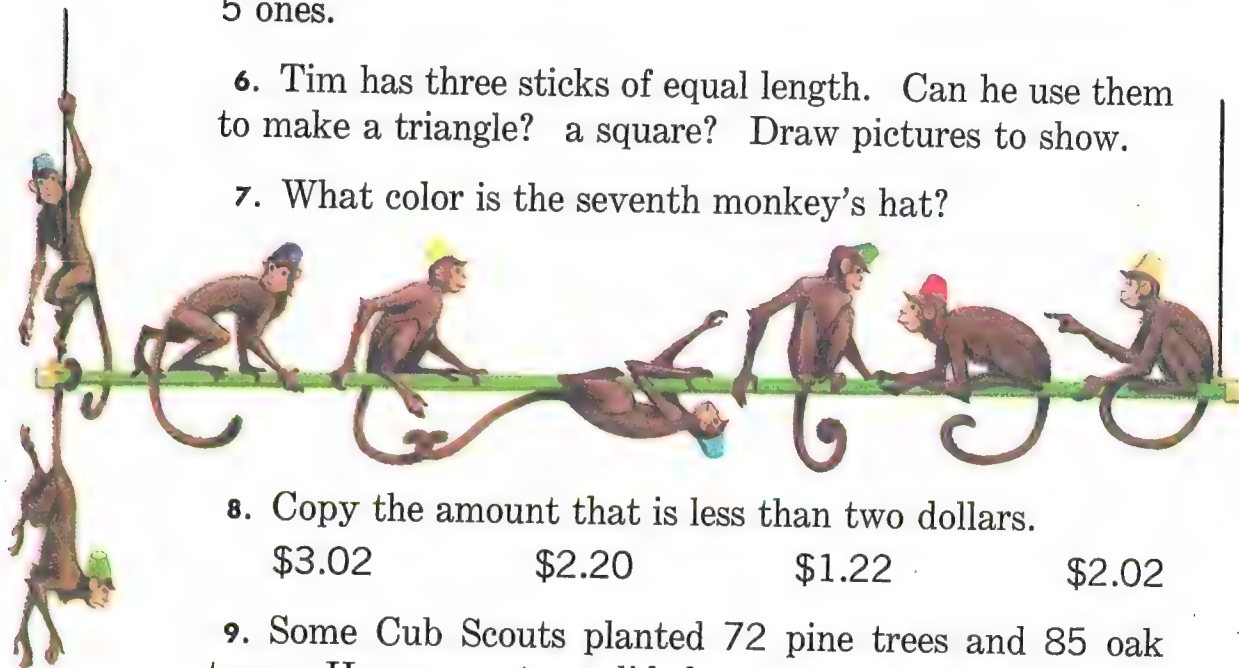 5 ones.
6. Tim has three sticks of equal length. Can he use them
to make a triangle? a square? Draw pictures to show.
7. What color is the seventh monkey's hat?
8. Copy the amount that is less than two dollars.
$3.02 $2.20 $1.22 $2.02
9. Some Cub Scouts planted 72 pine trees and 85 oak